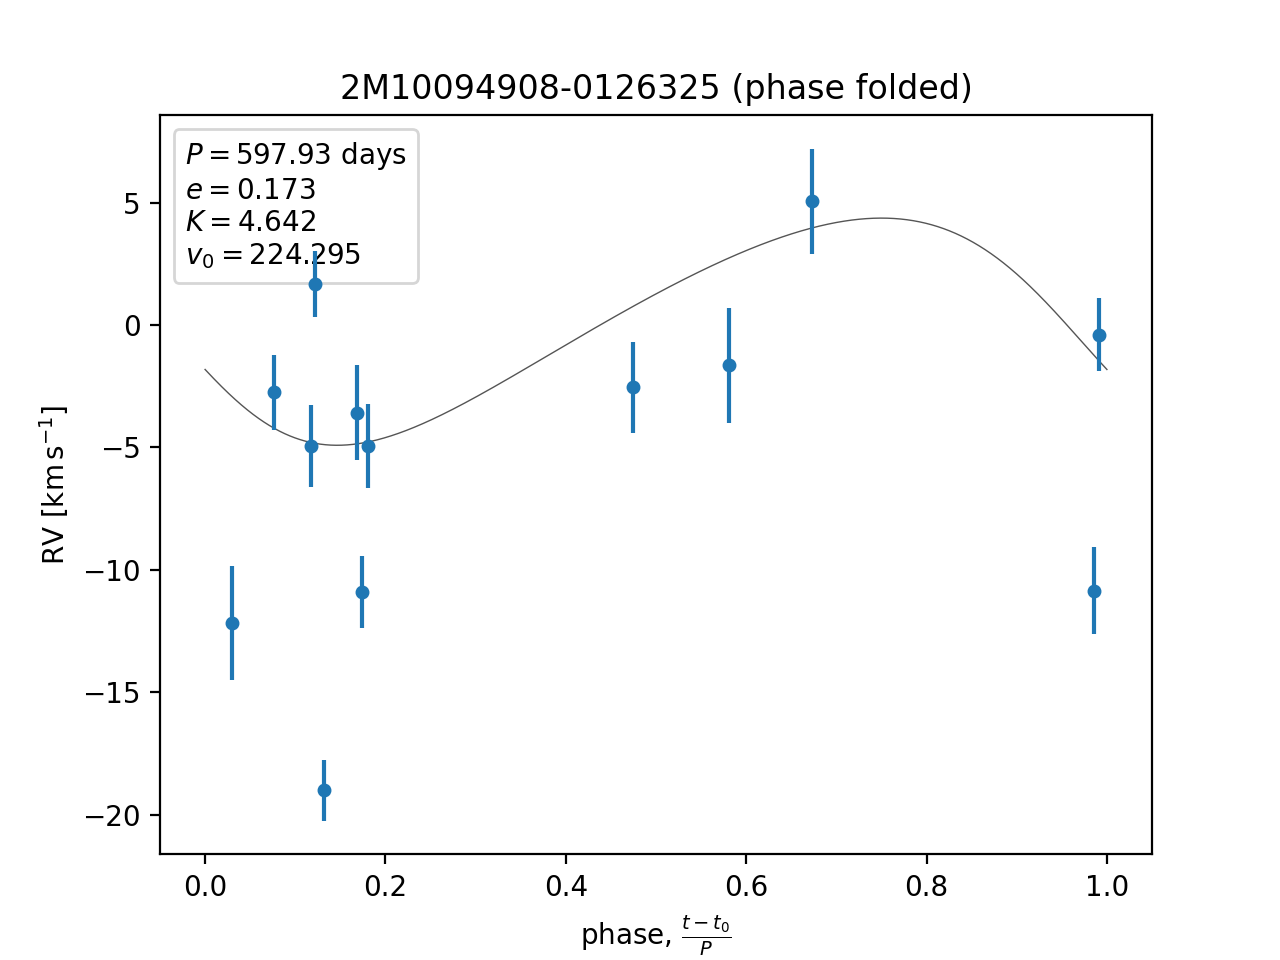 2M10094908-0126325 (phase folded)
P = 597.93 days
e = 0.173
K = 4.642
v₀ = 224.295
5
0
−5
−10
−15
−20
RV [km s⁻¹]
0.0 0.2 0.4 0.6 0.8 1.0
phase, (t − t₀)/P